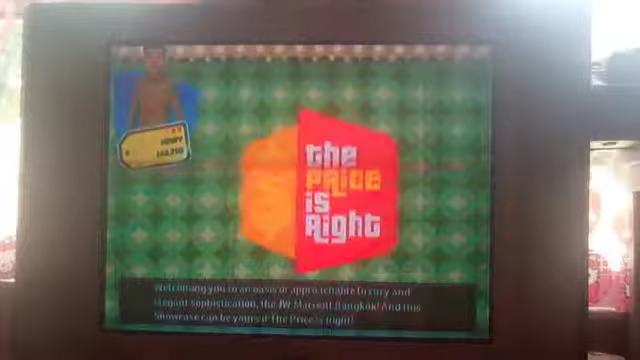 the
PRICE
is
Right
Welcoming you to an oasis of approachable luxury and
elegant sophistication, the JW Marriott Bangkok! And this
Showcase can be yours if The Price is Right!